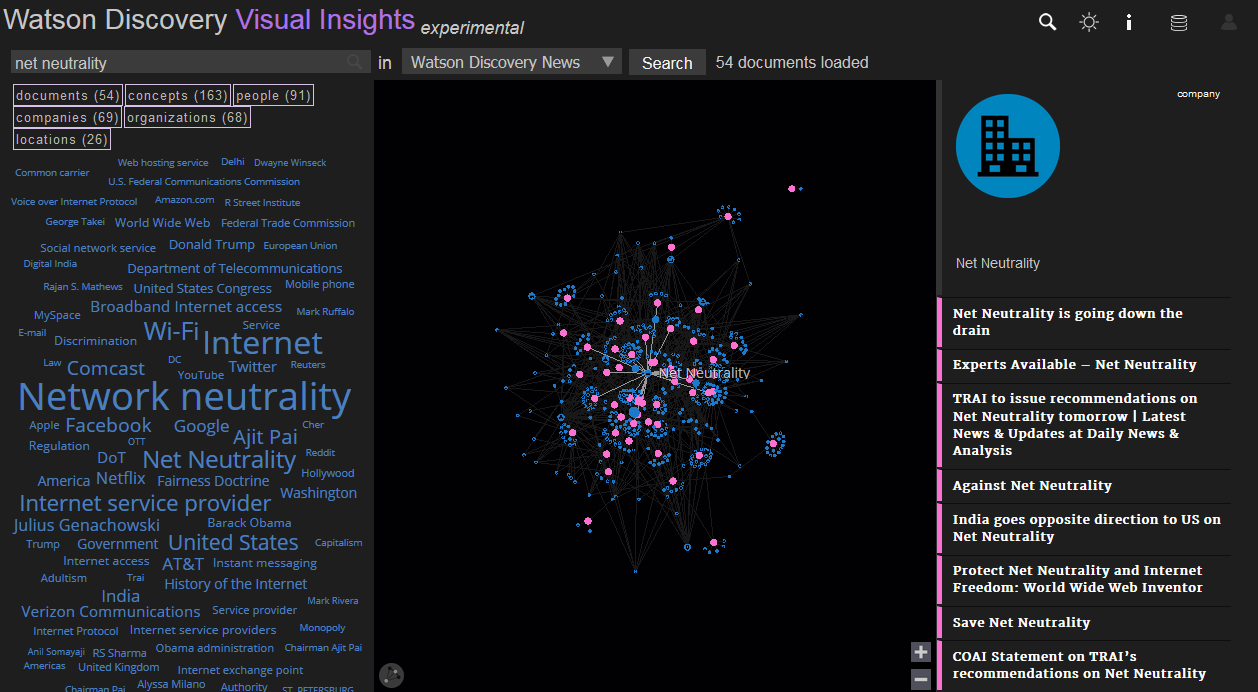 Watson Discovery Visual Insights experimental
net neutrality
in Watson Discovery News Search 54 documents loaded
documents (54) concepts (163) people (91)
companies (69) organizations (68)
locations (26)
Web hosting service Delhi Dwayne Winseck
Common carrier
U.S. Federal Communications Commission
Voice over Internet Protocol Amazon.com R Street Institute
George Takei World Wide Web Federal Trade Commission
Social network service Donald Trump European Union
Digital India Department of Telecommunications
Rajan S. Mathews United States Congress Mobile phone
MySpace Broadband Internet access Mark Ruffalo
E-mail Discrimination Wi-Fi Service Internet
Law Comcast DC YouTube Twitter Reuters
Network neutrality
Apple Facebook Google Ajit Pai Cher
Regulation OTT DoT Net Neutrality Reddit
America Netflix Fairness Doctrine Hollywood
Internet service provider Washington
Julius Genachowski Barack Obama
Trump Government United States Capitalism
Internet access AT&T Instant messaging
Adultism Trai History of the Internet
India Mark Rivera
Verizon Communications Service provider
Internet Protocol Internet service providers Monopoly
Anil Somayaji RS Sharma Obama administration Chairman Ajit Pai
Americas United Kingdom Internet exchange point
Chairman Pai Alyssa Milano Authority ST. PETERSBURG
Net Neutrality
company
Net Neutrality
Net Neutrality is going down the
drain
Experts Available – Net Neutrality
TRAI to issue recommendations on
Net Neutrality tomorrow | Latest
News & Updates at Daily News &
Analysis
Against Net Neutrality
India goes opposite direction to US on
Net Neutrality
Protect Net Neutrality and Internet
Freedom: World Wide Web Inventor
Save Net Neutrality
COAI Statement on TRAI's
recommendations on Net Neutrality